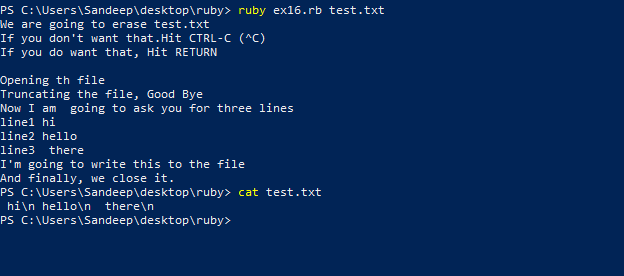 PS C:\Users\Sandeep\desktop\ruby> ruby ex16.rb test.txt
We are going to erase test.txt
If you don't want that.Hit CTRL-C (^C)
If you do want that, Hit RETURN

Opening th file
Truncating the file, Good Bye
Now I am  going to ask you for three lines
line1 hi
line2 hello
line3  there
I'm going to write this to the file
And finally, we close it.
PS C:\Users\Sandeep\desktop\ruby> cat test.txt
 hi\n hello\n  there\n
PS C:\Users\Sandeep\desktop\ruby>